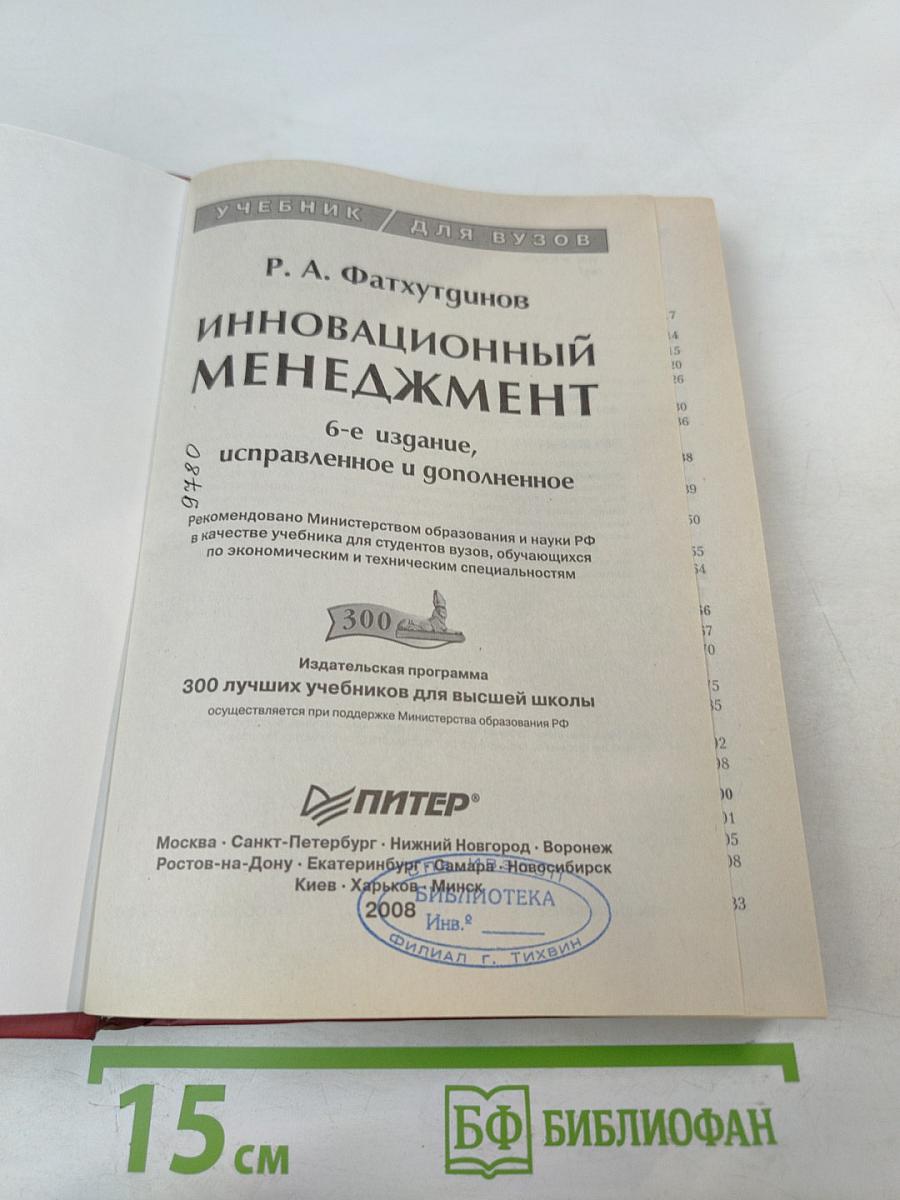 УЧЕБНИК / ДЛЯ ВУЗОВ
Р. А. Фатхутдинов
ИННОВАЦИОННЫЙ
МЕНЕДЖМЕНТ
6-е издание,
исправленное и дополненное
9780
Рекомендовано Министерством образования и науки РФ
в качестве учебника для студентов вузов, обучающихся
по экономическим и техническим специальностям
300
Издательская программа
300 лучших учебников для высшей школы
осуществляется при поддержке Министерства образования РФ
ПИТЕР®
Москва · Санкт-Петербург · Нижний Новгород · Воронеж
Ростов-на-Дону · Екатеринбург · Самара · Новосибирск
Киев · Харьков · Минск
2008
БИБЛИОТЕКА
Инв.º
ФИЛИАЛ г. ТИХВИН
15 см
БФ БИБЛИОФАН